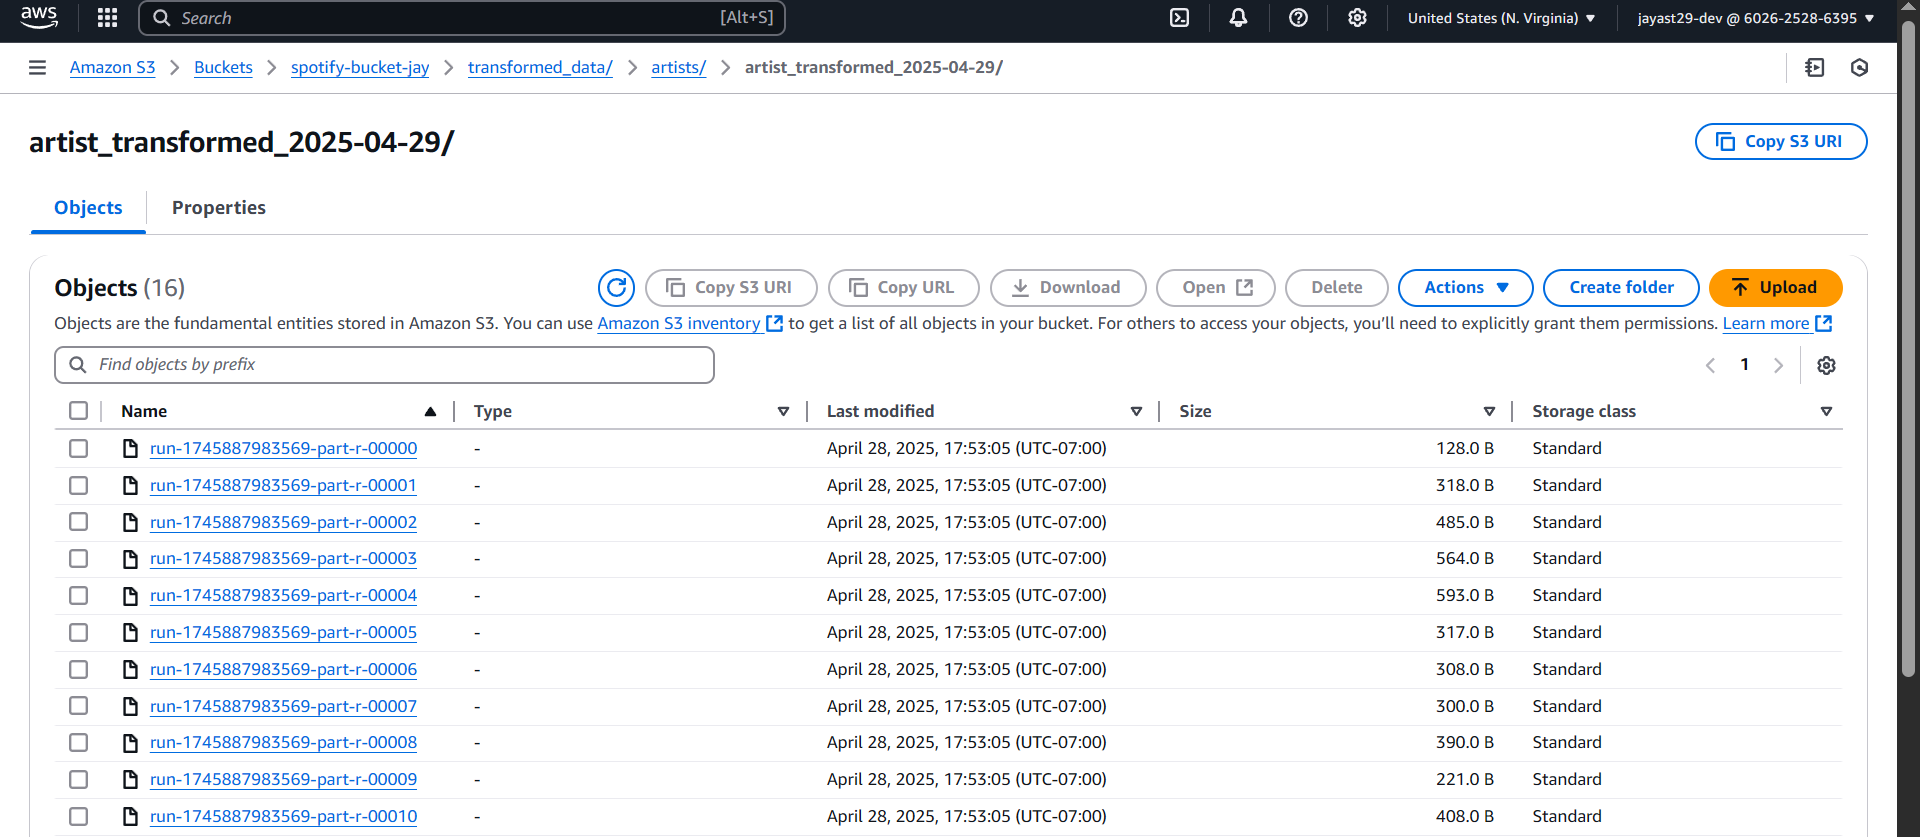 aws Search [Alt+S] United States (N. Virginia) ▼ jayast29-dev @ 6026-2528-6395 ▼
Amazon S3 > Buckets > spotify-bucket-jay > transformed_data/ > artists/ > artist_transformed_2025-04-29/
artist_transformed_2025-04-29/ Copy S3 URI
Objects Properties
Objects (16) Copy S3 URI Copy URL Download Open Delete Actions ▼ Create folder Upload
Objects are the fundamental entities stored in Amazon S3. You can use Amazon S3 inventory to get a list of all objects in your bucket. For others to access your objects, you’ll need to explicitly grant them permissions. Learn more
Find objects by prefix < 1 >
Name Type Last modified Size Storage class
run-1745887983569-part-r-00000 - April 28, 2025, 17:53:05 (UTC-07:00) 128.0 B Standard
run-1745887983569-part-r-00001 - April 28, 2025, 17:53:05 (UTC-07:00) 318.0 B Standard
run-1745887983569-part-r-00002 - April 28, 2025, 17:53:05 (UTC-07:00) 485.0 B Standard
run-1745887983569-part-r-00003 - April 28, 2025, 17:53:05 (UTC-07:00) 564.0 B Standard
run-1745887983569-part-r-00004 - April 28, 2025, 17:53:05 (UTC-07:00) 593.0 B Standard
run-1745887983569-part-r-00005 - April 28, 2025, 17:53:05 (UTC-07:00) 317.0 B Standard
run-1745887983569-part-r-00006 - April 28, 2025, 17:53:05 (UTC-07:00) 308.0 B Standard
run-1745887983569-part-r-00007 - April 28, 2025, 17:53:05 (UTC-07:00) 300.0 B Standard
run-1745887983569-part-r-00008 - April 28, 2025, 17:53:05 (UTC-07:00) 390.0 B Standard
run-1745887983569-part-r-00009 - April 28, 2025, 17:53:05 (UTC-07:00) 221.0 B Standard
run-1745887983569-part-r-00010 - April 28, 2025, 17:53:05 (UTC-07:00) 408.0 B Standard